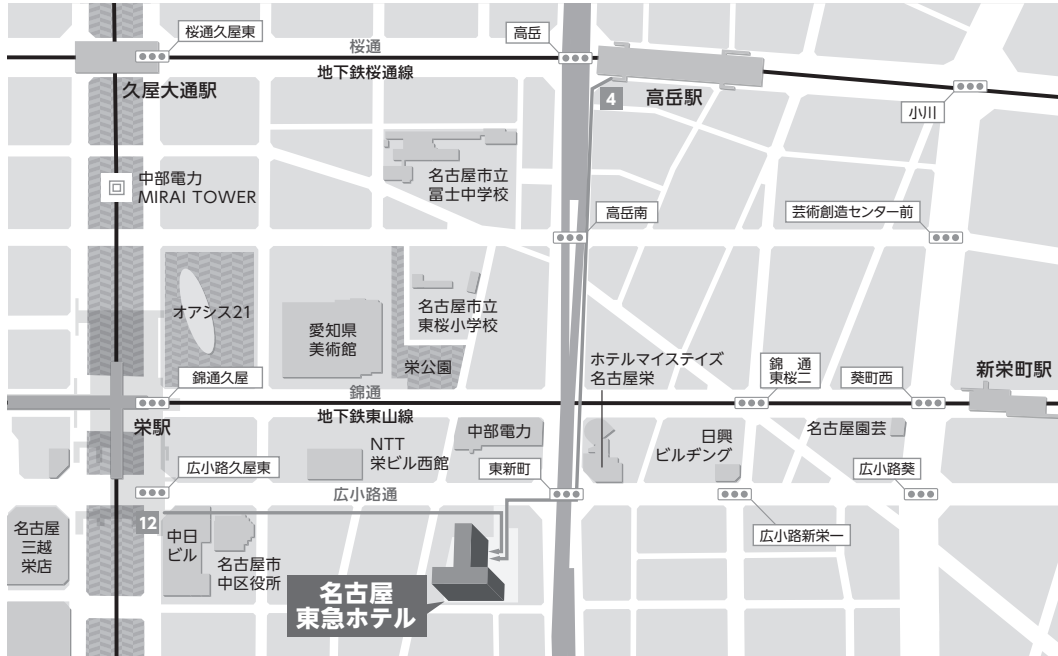 桜通久屋東
高岳
桜通
地下鉄桜通線
久屋大通駅
4
高岳駅
小川
中部電力
MIRAI TOWER
名古屋市立
冨士中学校
高岳南
芸術創造センター前
オアシス21
愛知県
美術館
名古屋市立
東桜小学校
栄公園
ホテルマイステイズ
名古屋栄
錦通
東桜二
葵町西
新栄町駅
錦通久屋
錦通
地下鉄東山線
栄駅
NTT
栄ビル西館
中部電力
日興
ビルヂング
名古屋園芸
広小路久屋東
東新町
広小路葵
広小路通
広小路新栄一
12
名古屋
三越
栄店
中日
ビル
名古屋市
中区役所
名古屋
東急ホテル